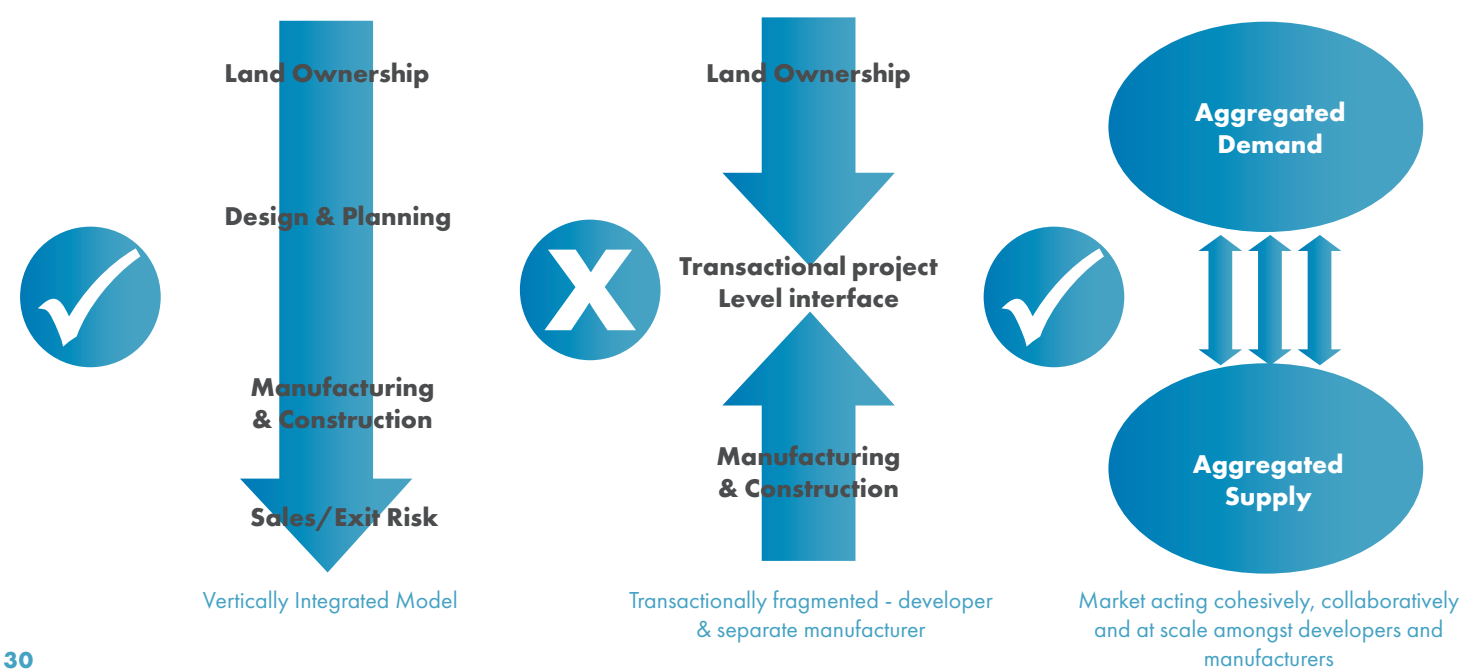 Land Ownership
Design & Planning
Manufacturing
& Construction
Sales/Exit Risk
Vertically Integrated Model
X
Land Ownership
Transactional project
Level interface
Manufacturing
& Construction
Transactionally fragmented - developer
& separate manufacturer
Aggregated
Demand
Aggregated
Supply
Market acting cohesively, collaboratively
and at scale amongst developers and
manufacturers
30